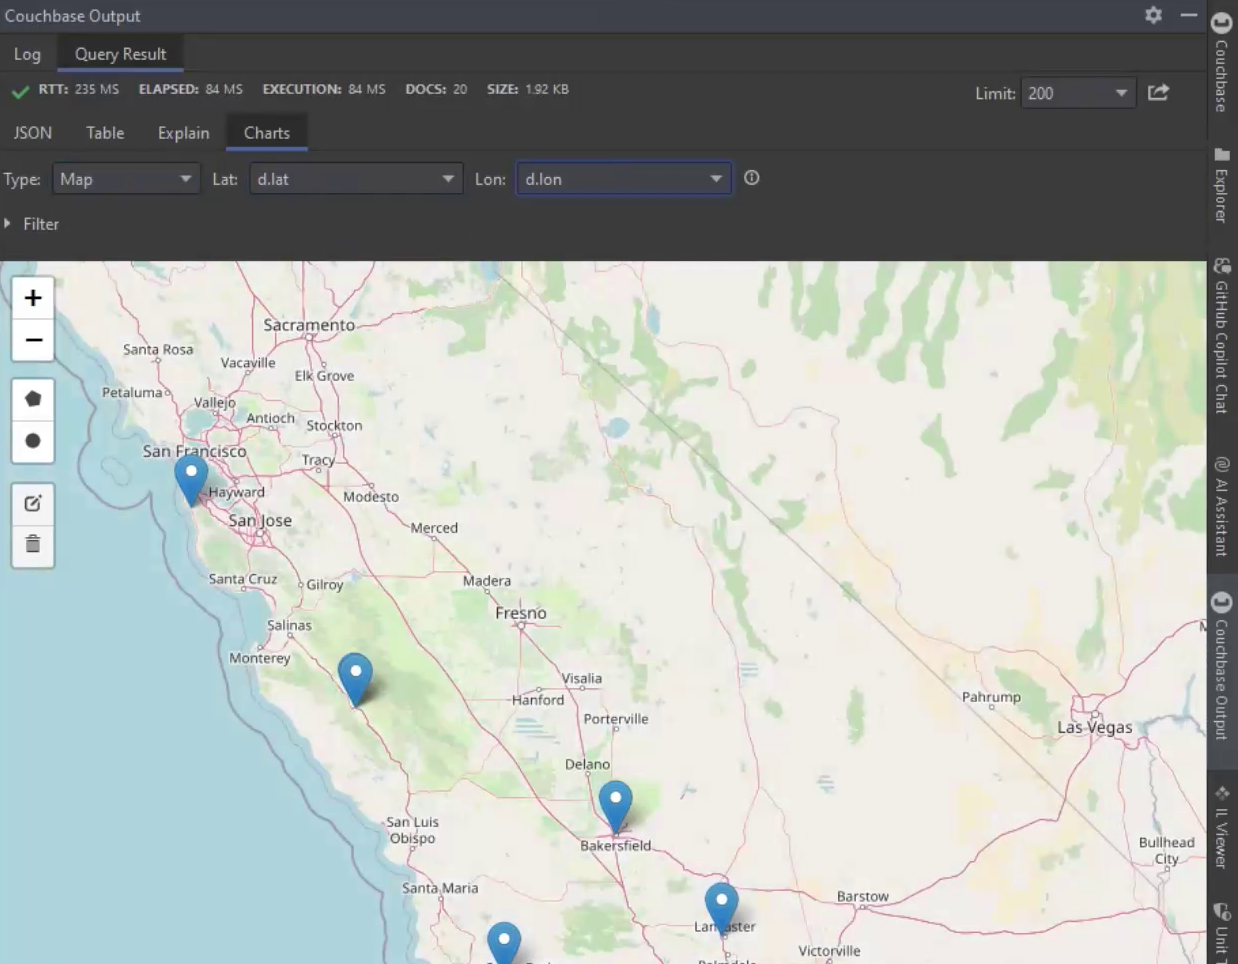 Couchbase Output
Log
Query Result
RTT: 235 MS ELAPSED: 84 MS EXECUTION: 84 MS DOCS: 20 SIZE: 1.92 KB
Limit: 200
JSON
Table
Explain
Charts
Type: Map
Lat: d.lat
Lon: d.lon
Filter
+
−
Sacramento
Santa Rosa
Vacaville
Elk Grove
Petaluma
Vallejo
Antioch
Stockton
San Francisco
Tracy
Hayward
Modesto
San Jose
Merced
Santa Cruz
Gilroy
Madera
Fresno
Salinas
Monterey
Visalia
Hanford
Porterville
Pahrump
Las Vegas
Delano
San Luis
Obispo
Bakersfield
Bullhead
City
Santa Maria
Barstow
Lancaster
Victorville
Couchbase
Explorer
GitHub Copilot Chat
AI Assistant
Couchbase Output
IL Viewer
Unit T